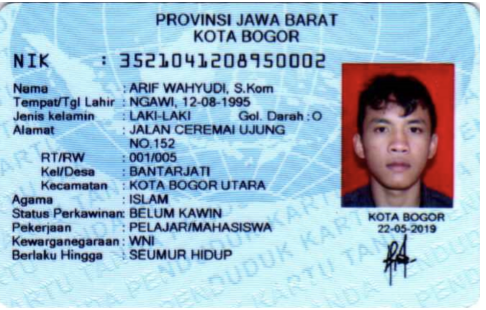 PROVINSI JAWA BARAT
KOTA BOGOR
NIK : 3521041208950002
Nama : ARIF WAHYUDI, S.Kom
Tempat/Tgl Lahir : NGAWI, 12-08-1995
Jenis kelamin : LAKI-LAKI Gol. Darah : O
Alamat : JALAN CEREMAI UJUNG
NO.152
RT/RW : 001/005
Kel/Desa : BANTARJATI
Kecamatan : KOTA BOGOR UTARA
Agama : ISLAM
Status Perkawinan: BELUM KAWIN
Pekerjaan : PELAJAR/MAHASISWA
Kewarganegaraan : WNI
Berlaku Hingga : SEUMUR HIDUP
KOTA BOGOR
22-05-2019